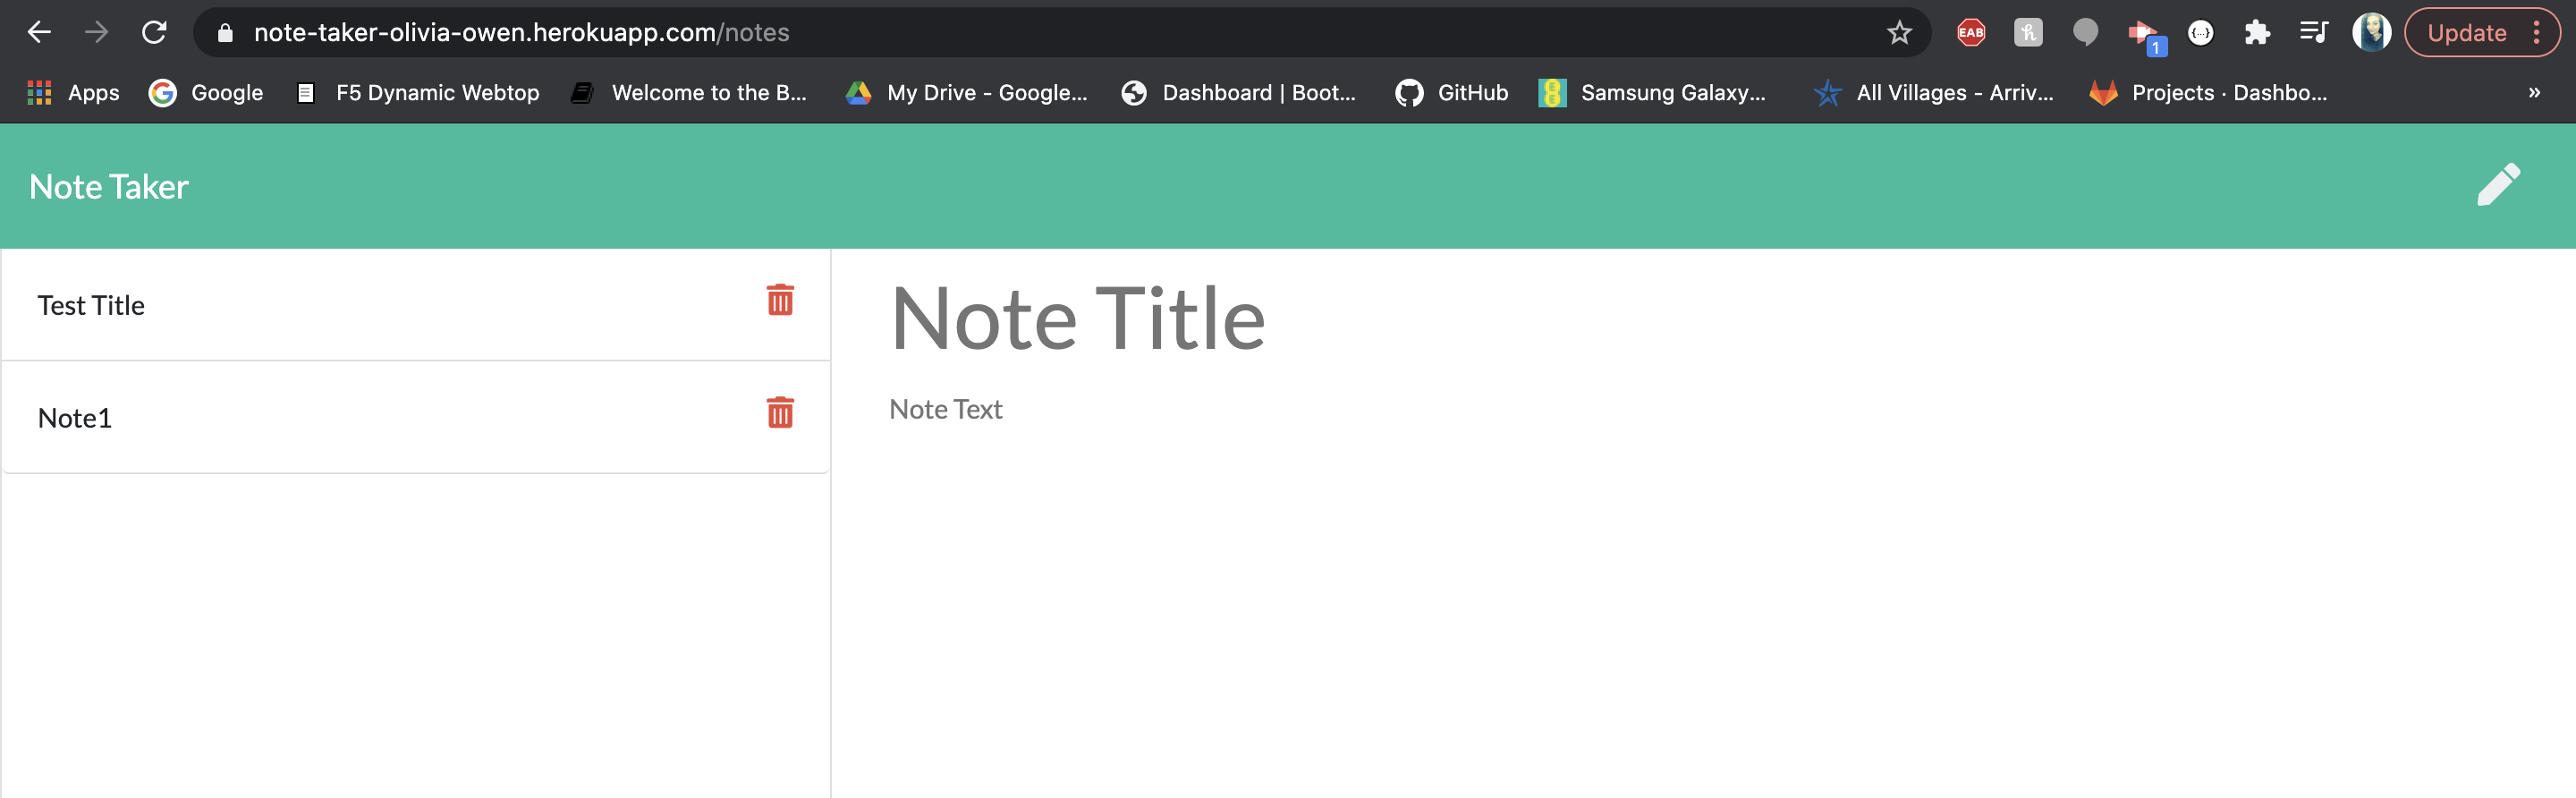 note-taker-olivia-owen.herokuapp.com/notes
EAB
h
{...}
1
Update
Apps
Google
F5 Dynamic Webtop
Welcome to the B...
My Drive - Google...
Dashboard | Boot...
GitHub
Samsung Galaxy...
All Villages - Arriv...
Projects · Dashbo...
»
Note Taker
Test Title
Note1
Note Title
Note Text